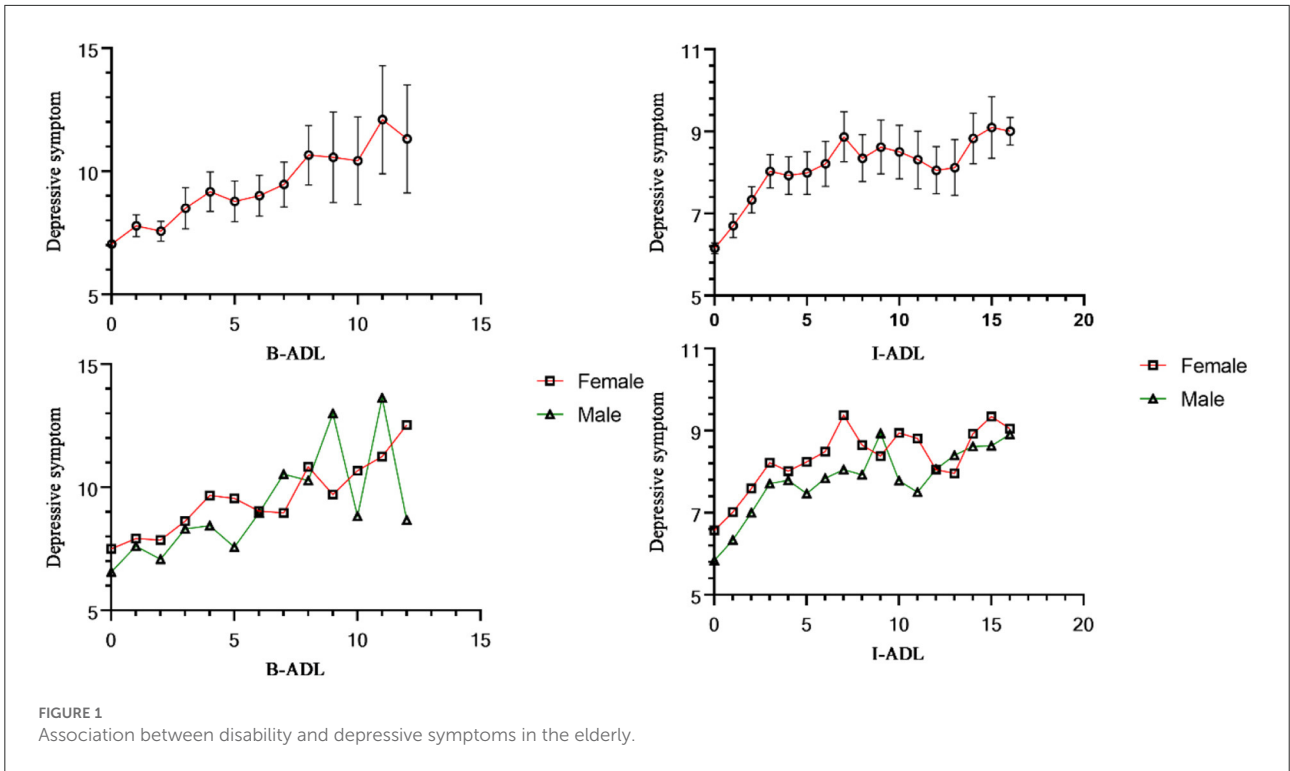 15
10
5
Depressive symptom
0 5 10 15
B-ADL
11
9
7
5
Depressive symptom
0 5 10 15 20
I-ADL
15
10
5
Depressive symptom
0 5 10 15
B-ADL
Female
Male
11
9
7
5
Depressive symptom
0 5 10 15 20
I-ADL
Female
Male
FIGURE 1
Association between disability and depressive symptoms in the elderly.